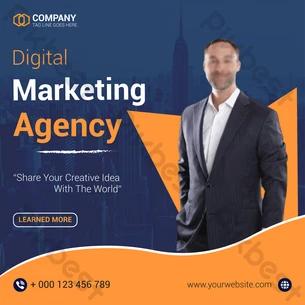 COMPANY
TAG LINE GOES HERE
Digital
Marketing
Agency
"Share Your Creative Idea
With The World"
LEARNED MORE
+ 000 123 456 789
www.yourwebsite.com